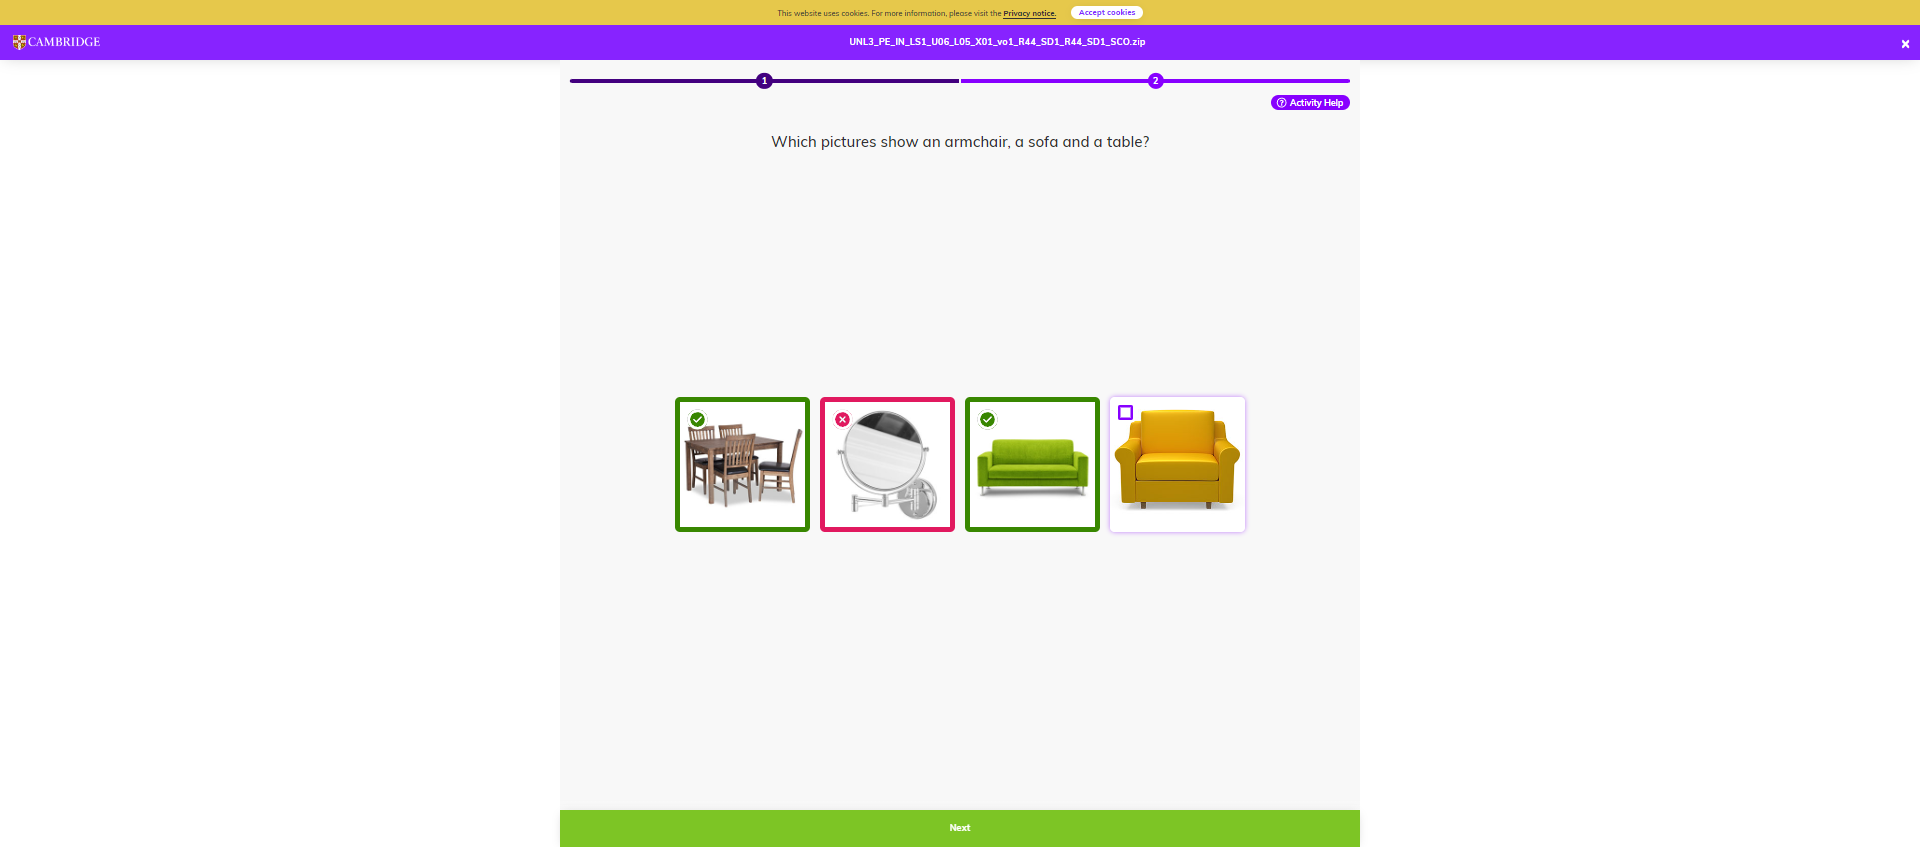 This website uses cookies. For more information, please visit the Privacy notice. Accept cookies
CAMBRIDGE
UNL3_PE_IN_LS1_U06_L05_X01_vo1_R44_SD1_R44_SD1_SCO.zip
1
2
Activity Help
Which pictures show an armchair, a sofa and a table?
Next